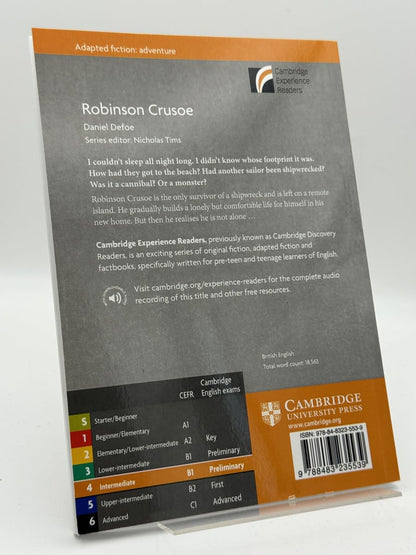 Adapted fiction: adventure
Cambridge
Experience
Readers
Robinson Crusoe
Daniel Defoe
Series editor: Nicholas Tims
I couldn't sleep all night long. I didn't know whose footprint it was.
How had they got to the beach? Had another sailor been shipwrecked?
Was it a cannibal? Or a monster?
Robinson Crusoe is the only survivor of a shipwreck and is left on a remote
island. He gradually builds a lonely but comfortable life for himself in his
new home. But then he realises he is not alone ...
Cambridge Experience Readers, previously known as Cambridge Discovery
Readers, is an exciting series of original fiction, adapted fiction and
factbooks, specifically written for pre-teen and teenage learners of English.
Visit cambridge.org/experience-readers for the complete audio
recording of this title and other free resources.
British English
Total word count: 18,563
CEFR Cambridge English exams
S Starter/Beginner
1 Beginner/Elementary A1
2 Elementary/Lower-intermediate A2 Key
3 Lower-intermediate B1 Preliminary
4 Intermediate B1 Preliminary
5 Upper-intermediate B2 First
6 Advanced C1 Advanced
CAMBRIDGE
UNIVERSITY PRESS
www.cambridge.org
ISBN: 978-84-8323-553-9
9 788483 235539